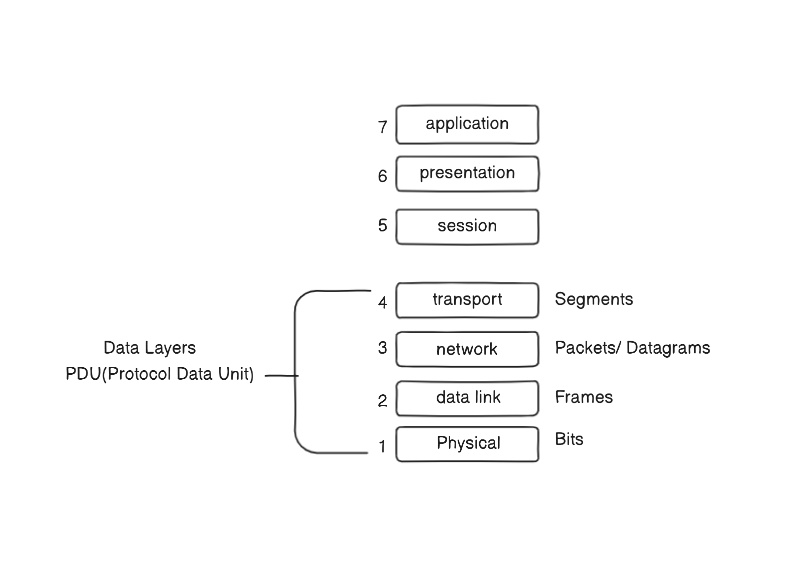 7 application
6 presentation
5 session
4 transport Segments
3 network Packets/ Datagrams
Data Layers
PDU(Protocol Data Unit)
2 data link Frames
1 Physical Bits